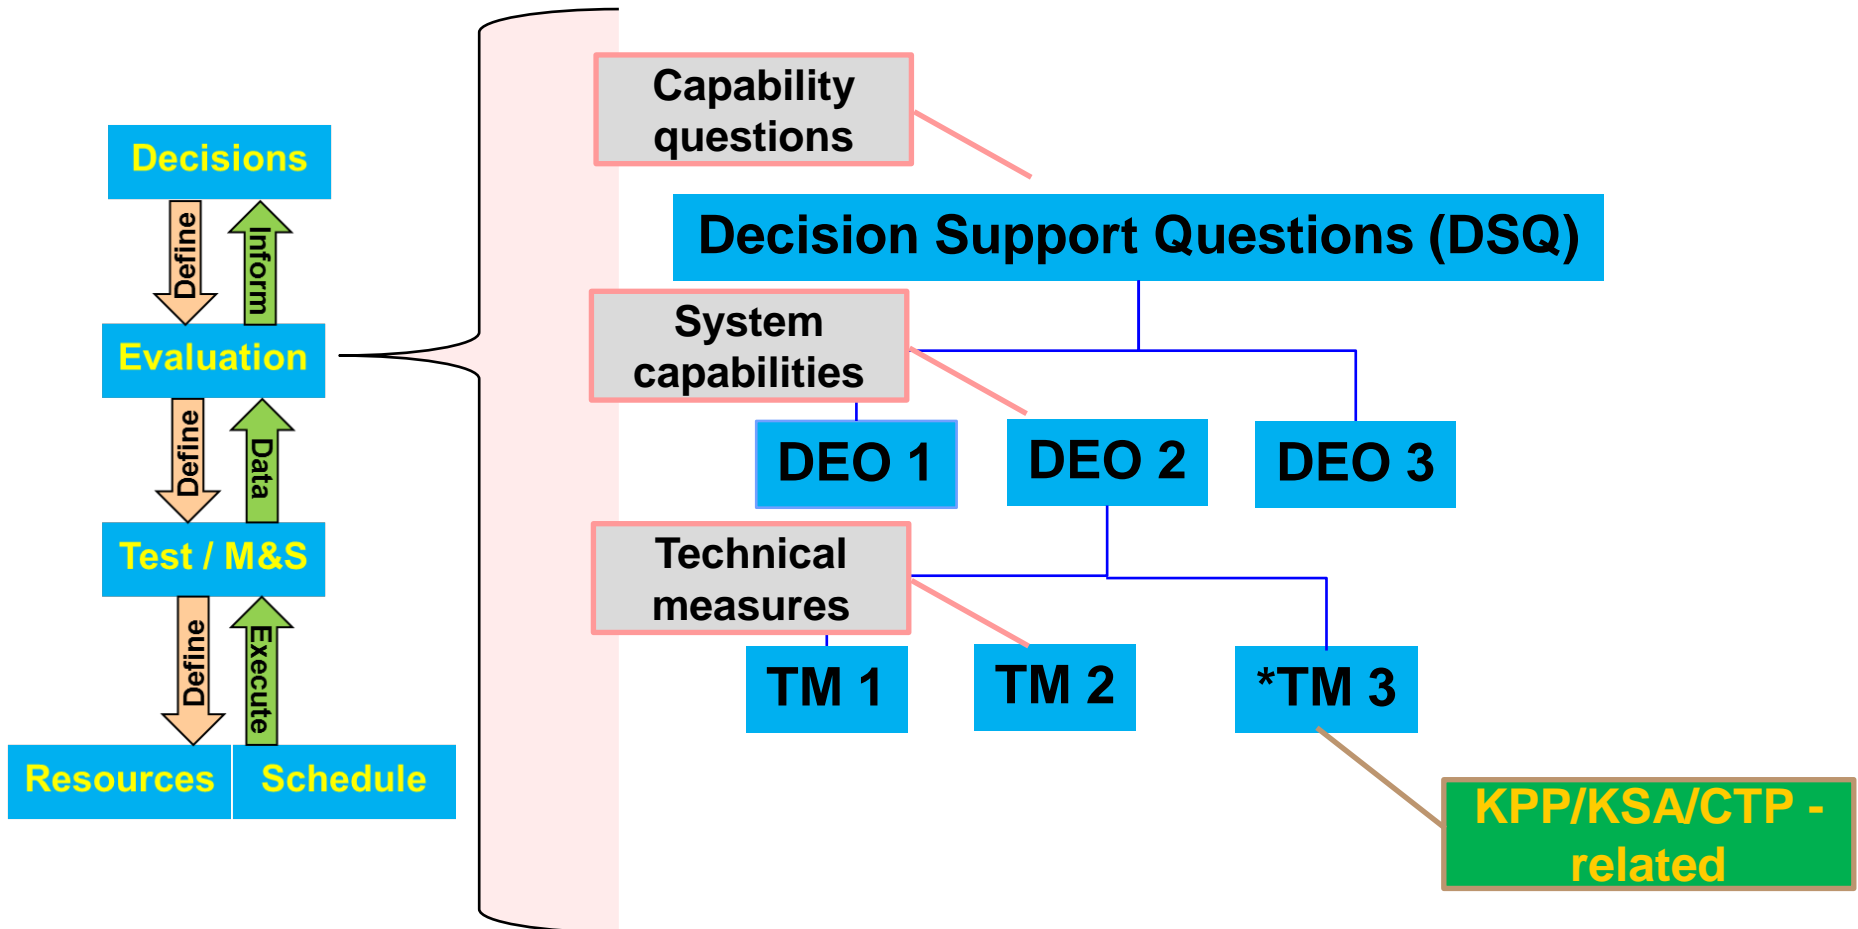 Decisions
Define
Inform
Evaluation
Define
Data
Test / M&S
Define
Execute
Resources
Schedule
Capability
questions
Decision Support Questions (DSQ)
System
capabilities
DEO 1
DEO 2
DEO 3
Technical
measures
TM 1
TM 2
*TM 3
KPP/KSA/CTP -
related